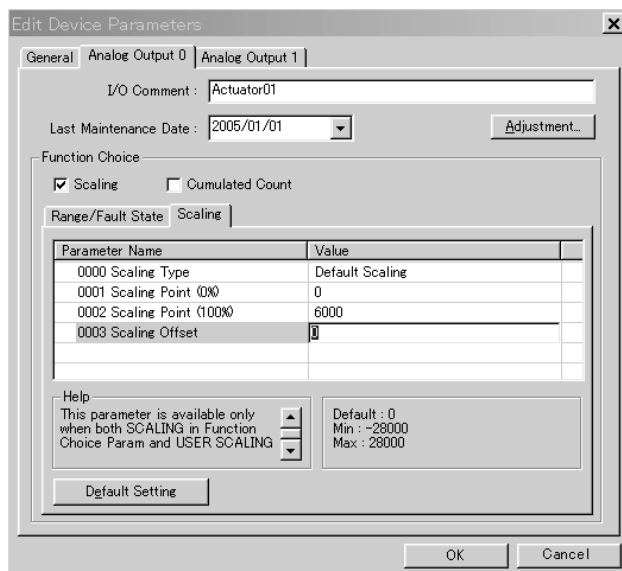 Edit Device Parameters
General Analog Output 0 Analog Output 1
I/O Comment : Actuator01
Last Maintenance Date : 2005/01/01 Adjustment...
Function Choice
Scaling Cumulated Count
Range/Fault State Scaling
Parameter Name Value
0000 Scaling Type Default Scaling
0001 Scaling Point (0%) 0
0002 Scaling Point (100%) 6000
0003 Scaling Offset 0
Help
This parameter is available only
when both SCALING in Function
Choice Param and USER SCALING
Default : 0
Min : -28000
Max : 28000
Default Setting
OK Cancel